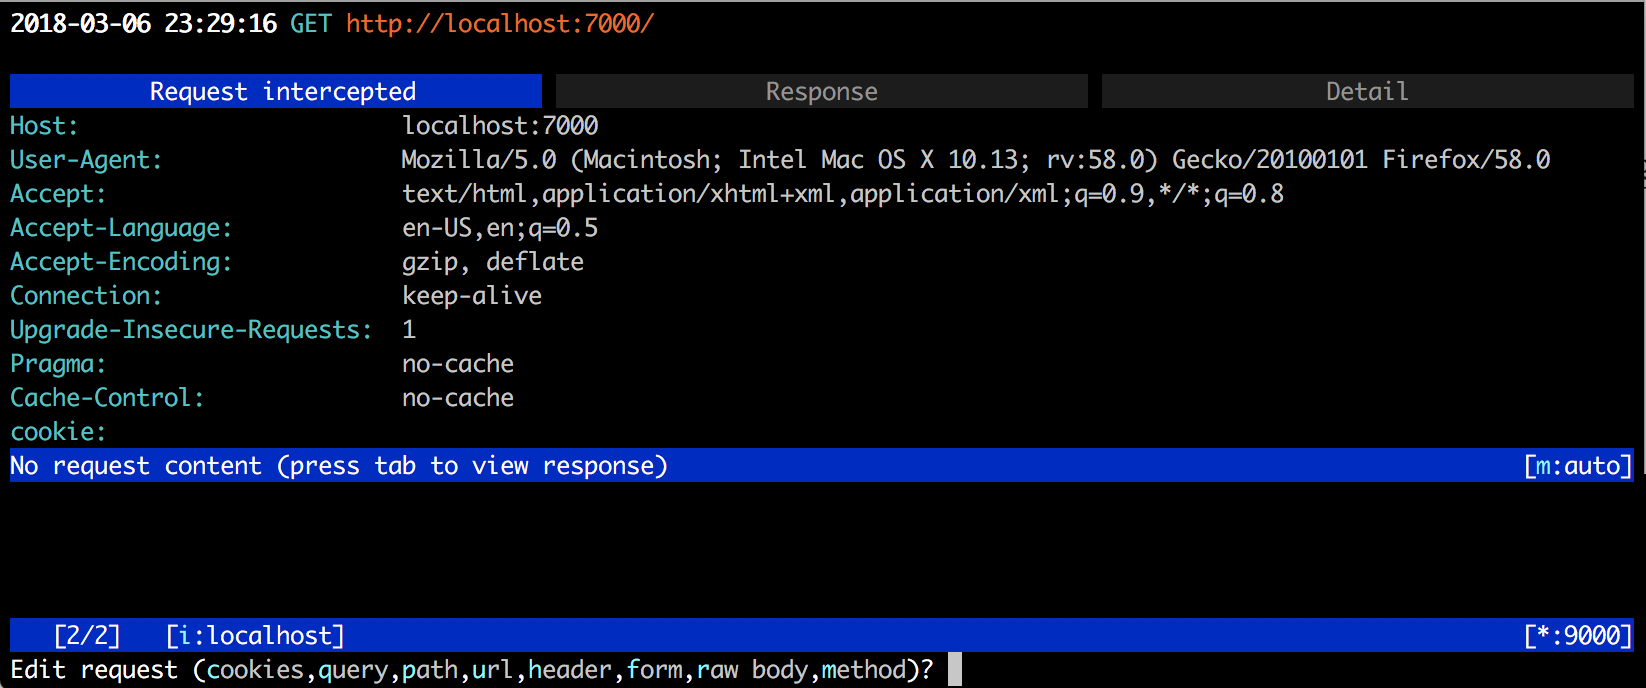 2018-03-06 23:29:16 GET http://localhost:7000/
Request intercepted Response Detail
Host: localhost:7000
User-Agent: Mozilla/5.0 (Macintosh; Intel Mac OS X 10.13; rv:58.0) Gecko/20100101 Firefox/58.0
Accept: text/html,application/xhtml+xml,application/xml;q=0.9,*/*;q=0.8
Accept-Language: en-US,en;q=0.5
Accept-Encoding: gzip, deflate
Connection: keep-alive
Upgrade-Insecure-Requests: 1
Pragma: no-cache
Cache-Control: no-cache
cookie:
No request content (press tab to view response) [m:auto]
[2/2] [i:localhost] [*:9000]
Edit request (cookies,query,path,url,header,form,raw body,method)?